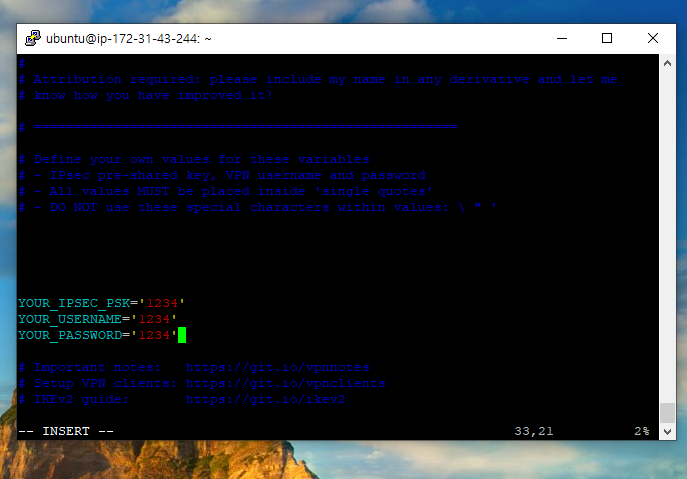 ubuntu@ip-172-31-43-244: ~
#
# Attribution required: please include my name in any derivative and let me
# know how you have improved it!
# =====================================================
# Define your own values for these variables
# - IPsec pre-shared key, VPN username and password
# - All values MUST be placed inside 'single quotes'
# - DO NOT use these special characters within values: \ " '
YOUR_IPSEC_PSK='1234'
YOUR_USERNAME='1234'
YOUR_PASSWORD='1234'
# Important notes:   https://git.io/vpnnotes
# Setup VPN clients: https://git.io/vpnclients
# IKEv2 guide:       https://git.io/ikev2
-- INSERT -- 33,21 2%